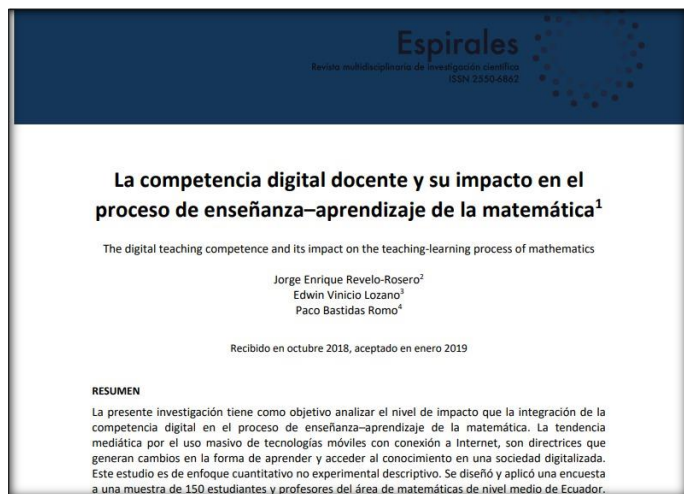 Espirales
Revista multidisciplinaria de investigación científica
ISSN 2550-6862
La competencia digital docente y su impacto en el
proceso de enseñanza–aprendizaje de la matemática¹
The digital teaching competence and its impact on the teaching-learning process of mathematics
Jorge Enrique Revelo-Rosero²
Edwin Vinicio Lozano³
Paco Bastidas Romo⁴
Recibido en octubre 2018, aceptado en enero 2019
RESUMEN
La presente investigación tiene como objetivo analizar el nivel de impacto que la integración de la
competencia digital en el proceso de enseñanza–aprendizaje de la matemática. La tendencia
mediática por el uso masivo de tecnologías móviles con conexión a Internet, son directrices que
generan cambios en la forma de aprender y acceder al conocimiento en una sociedad digitalizada.
Este estudio es de enfoque cuantitativo no experimental descriptivo. Se diseñó y aplicó una encuesta
a una muestra de 150 estudiantes y profesores del área de matemáticas de nivel medio de Ecuador.